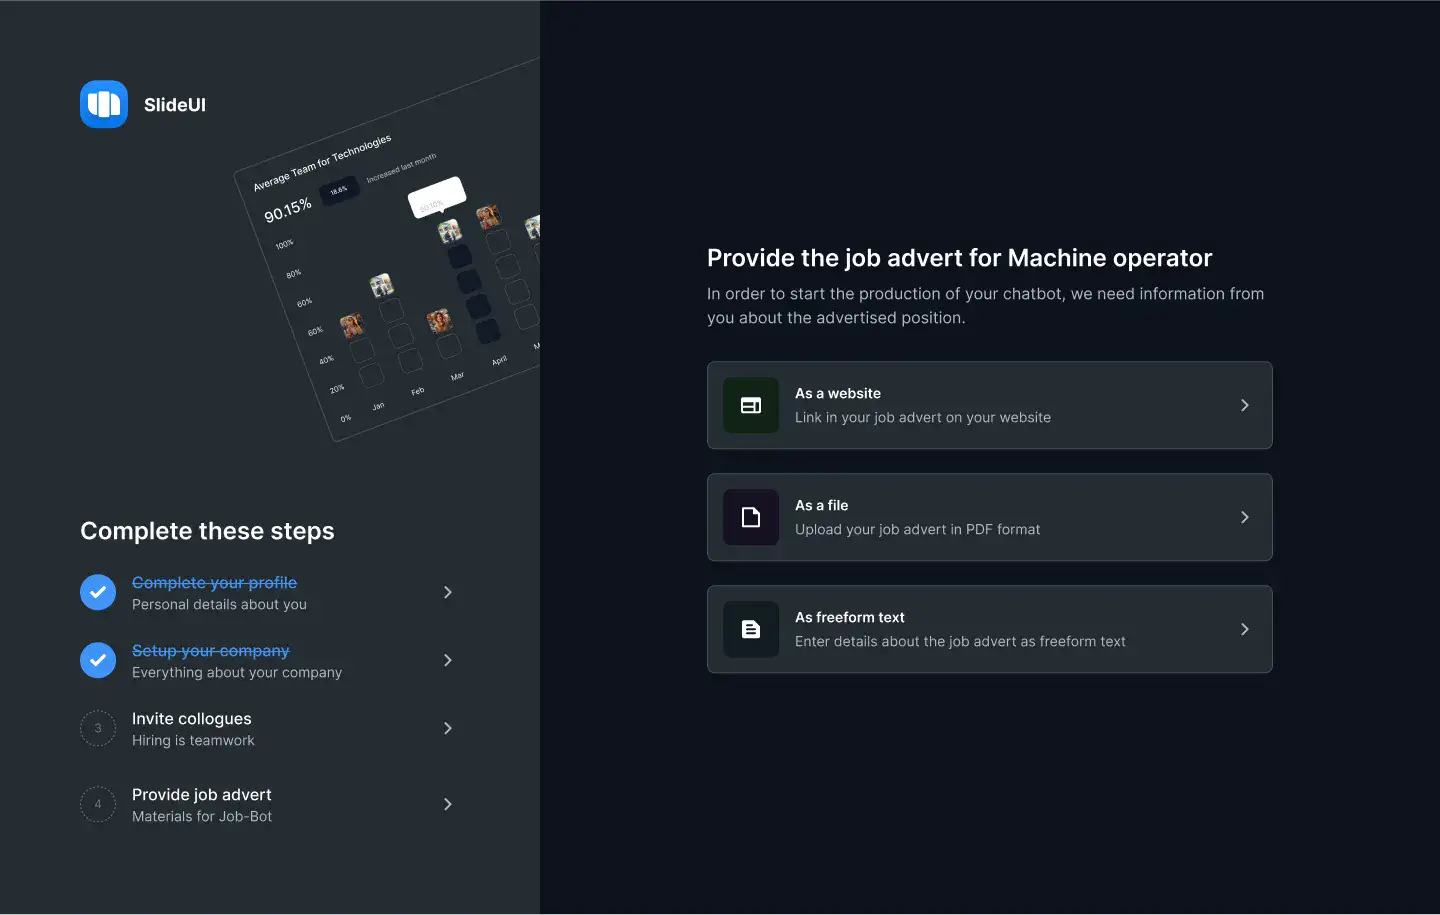 SlideUI
Average Team for Technologies
90.15%
18.6%
Increased last month
50.10%
100%
80%
60%
60%
40%
20%
0%
Jan
Feb
Mar
April
Complete these steps
Complete your profile
Personal details about you
Setup your company
Everything about your company
3
Invite collogues
Hiring is teamwork
4
Provide job advert
Materials for Job-Bot
Provide the job advert for Machine operator
In order to start the production of your chatbot, we need information from
you about the advertised position.
As a website
Link in your job advert on your website
As a file
Upload your job advert in PDF format
As freeform text
Enter details about the job advert as freeform text